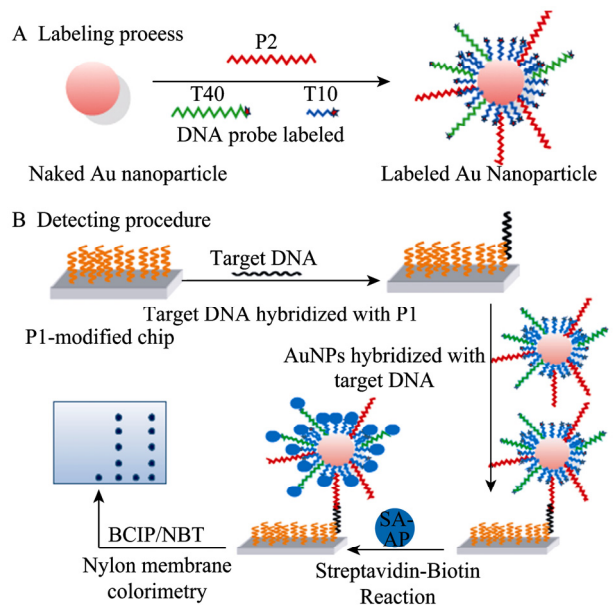 A Labeling proeess
P2
T40
T10
DNA probe labeled
Naked Au nanoparticle
Labeled Au Nanoparticle
B Detecting procedure
Target DNA
Target DNA hybridized with P1
P1-modified chip
AuNPs hybridized with
target DNA
SA-
AP
BCIP/NBT
Nylon membrane
colorimetry
Streptavidin-Biotin
Reaction